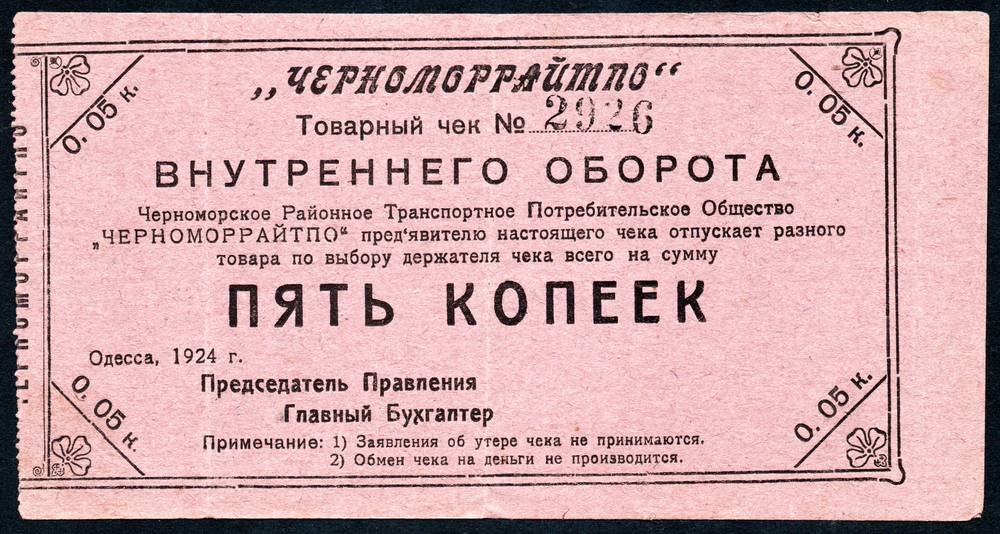 „ЧЕРНОМОРРАЙТПО“
Товарный чек № 2926
ВНУТРЕННЕГО ОБОРОТА
Черноморское Районное Транспортное Потребительское Общество
„ЧЕРНОМОРРАЙТПО“ пред‘явителю настоящего чека отпускает разного
товара по выбору держателя чека всего на сумму
ПЯТЬ КОПЕЕК
Одесса, 1924 г.
Председатель Правления
Главный Бухгалтер
Примечание: 1) Заявления об утере чека не принимаются.
2) Обмен чека на деньги не производится.
0. 05 к.
0. 05 к.
0. 05 к.
0. 05 к.